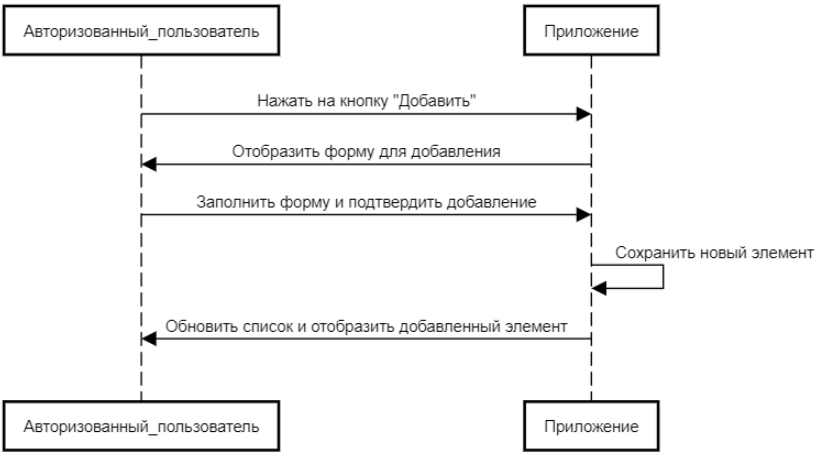 Авторизованный_пользователь
Приложение
Нажать на кнопку "Добавить"
Отобразить форму для добавления
Заполнить форму и подтвердить добавление
Сохранить новый элемент
Обновить список и отобразить добавленный элемент
Авторизованный_пользователь
Приложение